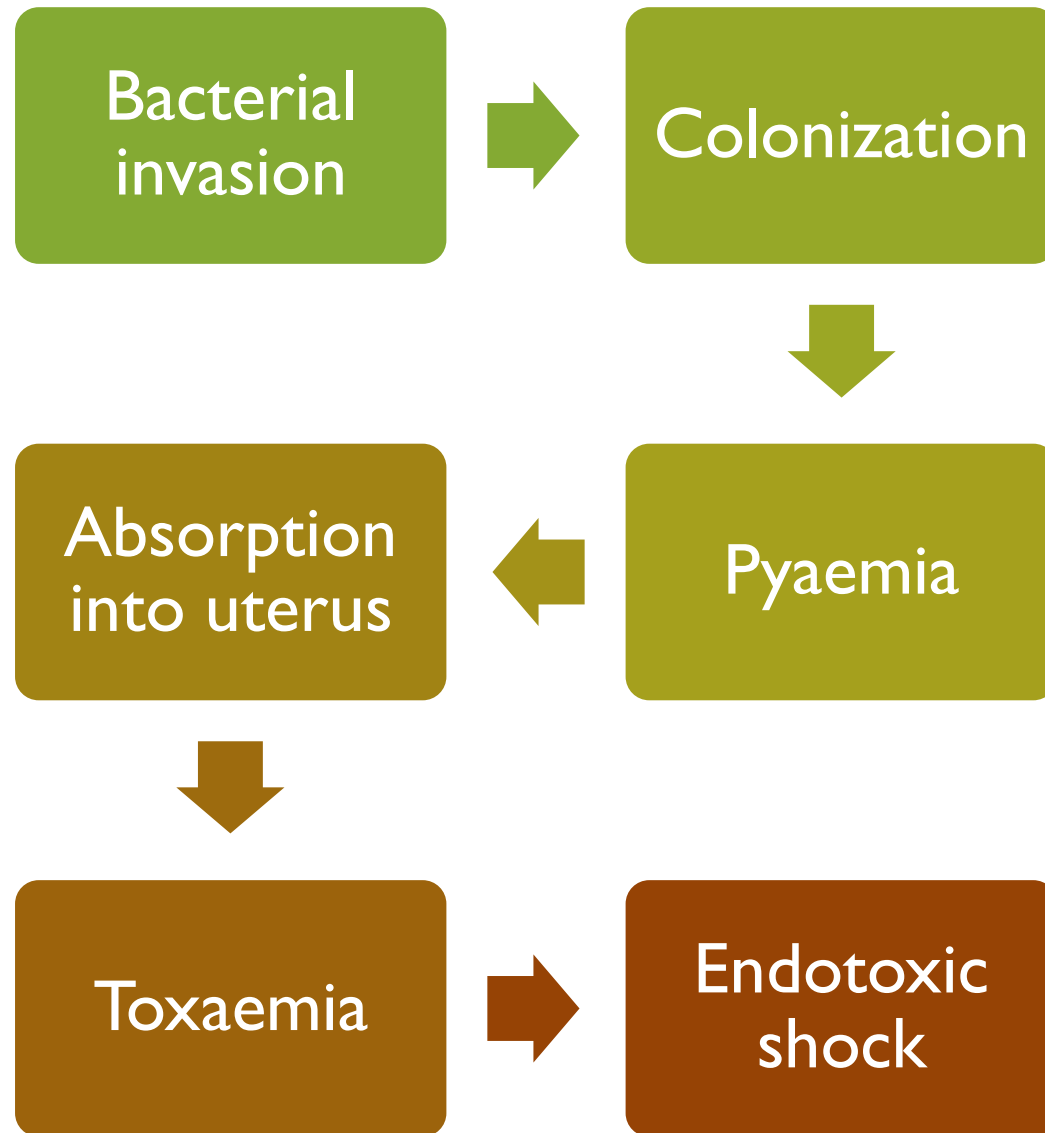 Bacterial
invasion
Colonization
Pyaemia
Absorption
into uterus
Toxaemia
Endotoxic
shock